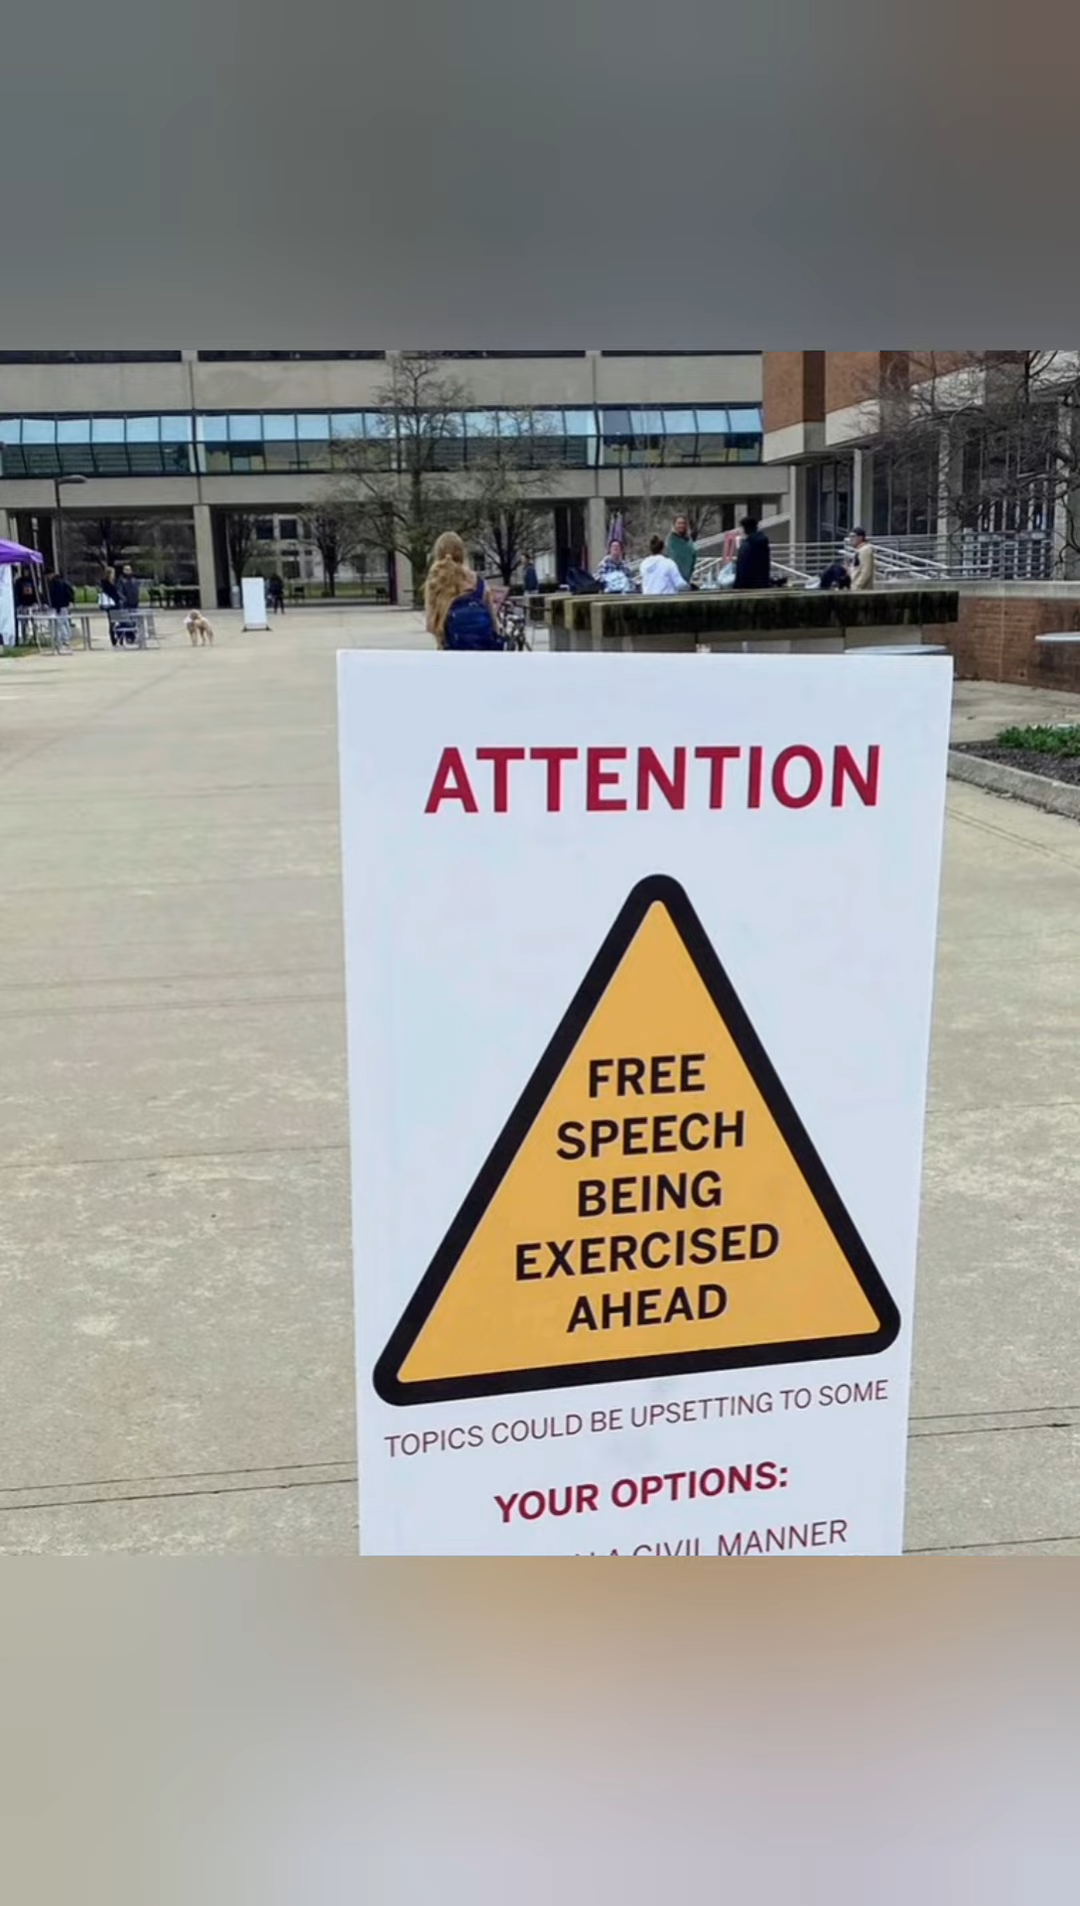 ATTENTION
FREE
SPEECH
BEING
EXERCISED
AHEAD
TOPICS COULD BE UPSETTING TO SOME
YOUR OPTIONS:
A CIVIL MANNER